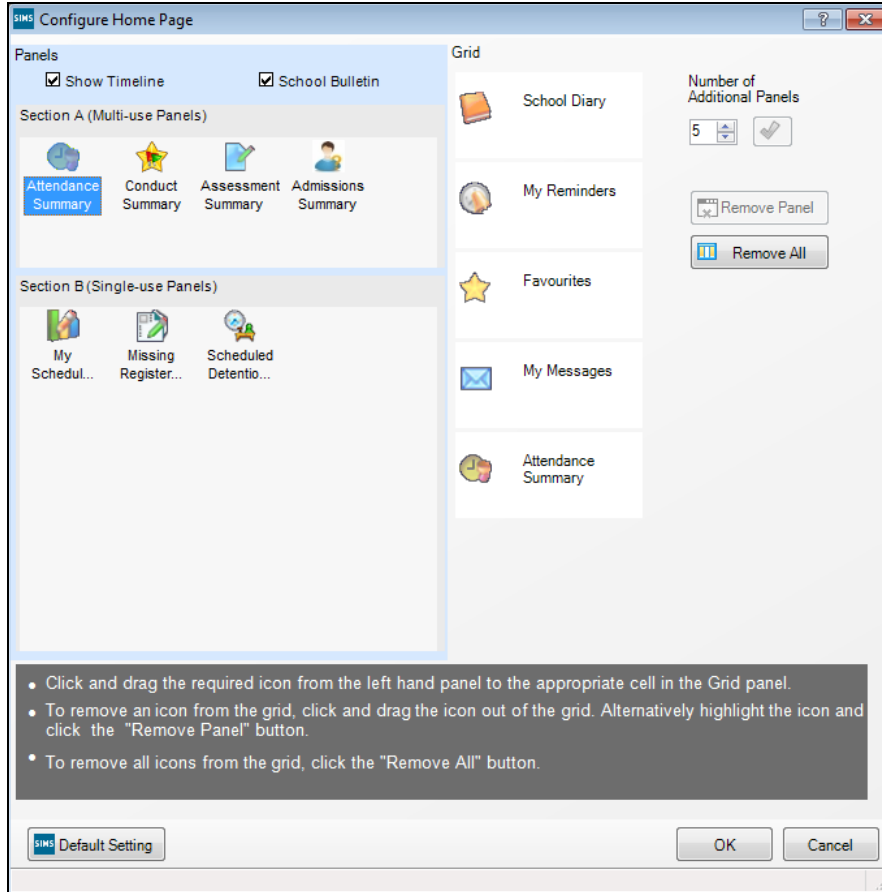 SIMS Configure Home Page
Panels
Show Timeline
School Bulletin
Section A (Multi-use Panels)
Attendance
Summary
Conduct
Summary
Assessment
Summary
Admissions
Summary
Section B (Single-use Panels)
My
Schedul...
Missing
Register...
Scheduled
Detentio...
Grid
School Diary
My Reminders
Favourites
My Messages
Attendance
Summary
Number of
Additional Panels
5
Remove Panel
Remove All
• Click and drag the required icon from the left hand panel to the appropriate cell in the Grid panel.
• To remove an icon from the grid, click and drag the icon out of the grid. Alternatively highlight the icon and
click the "Remove Panel" button.
• To remove all icons from the grid, click the "Remove All" button.
SIMS Default Setting
OK
Cancel